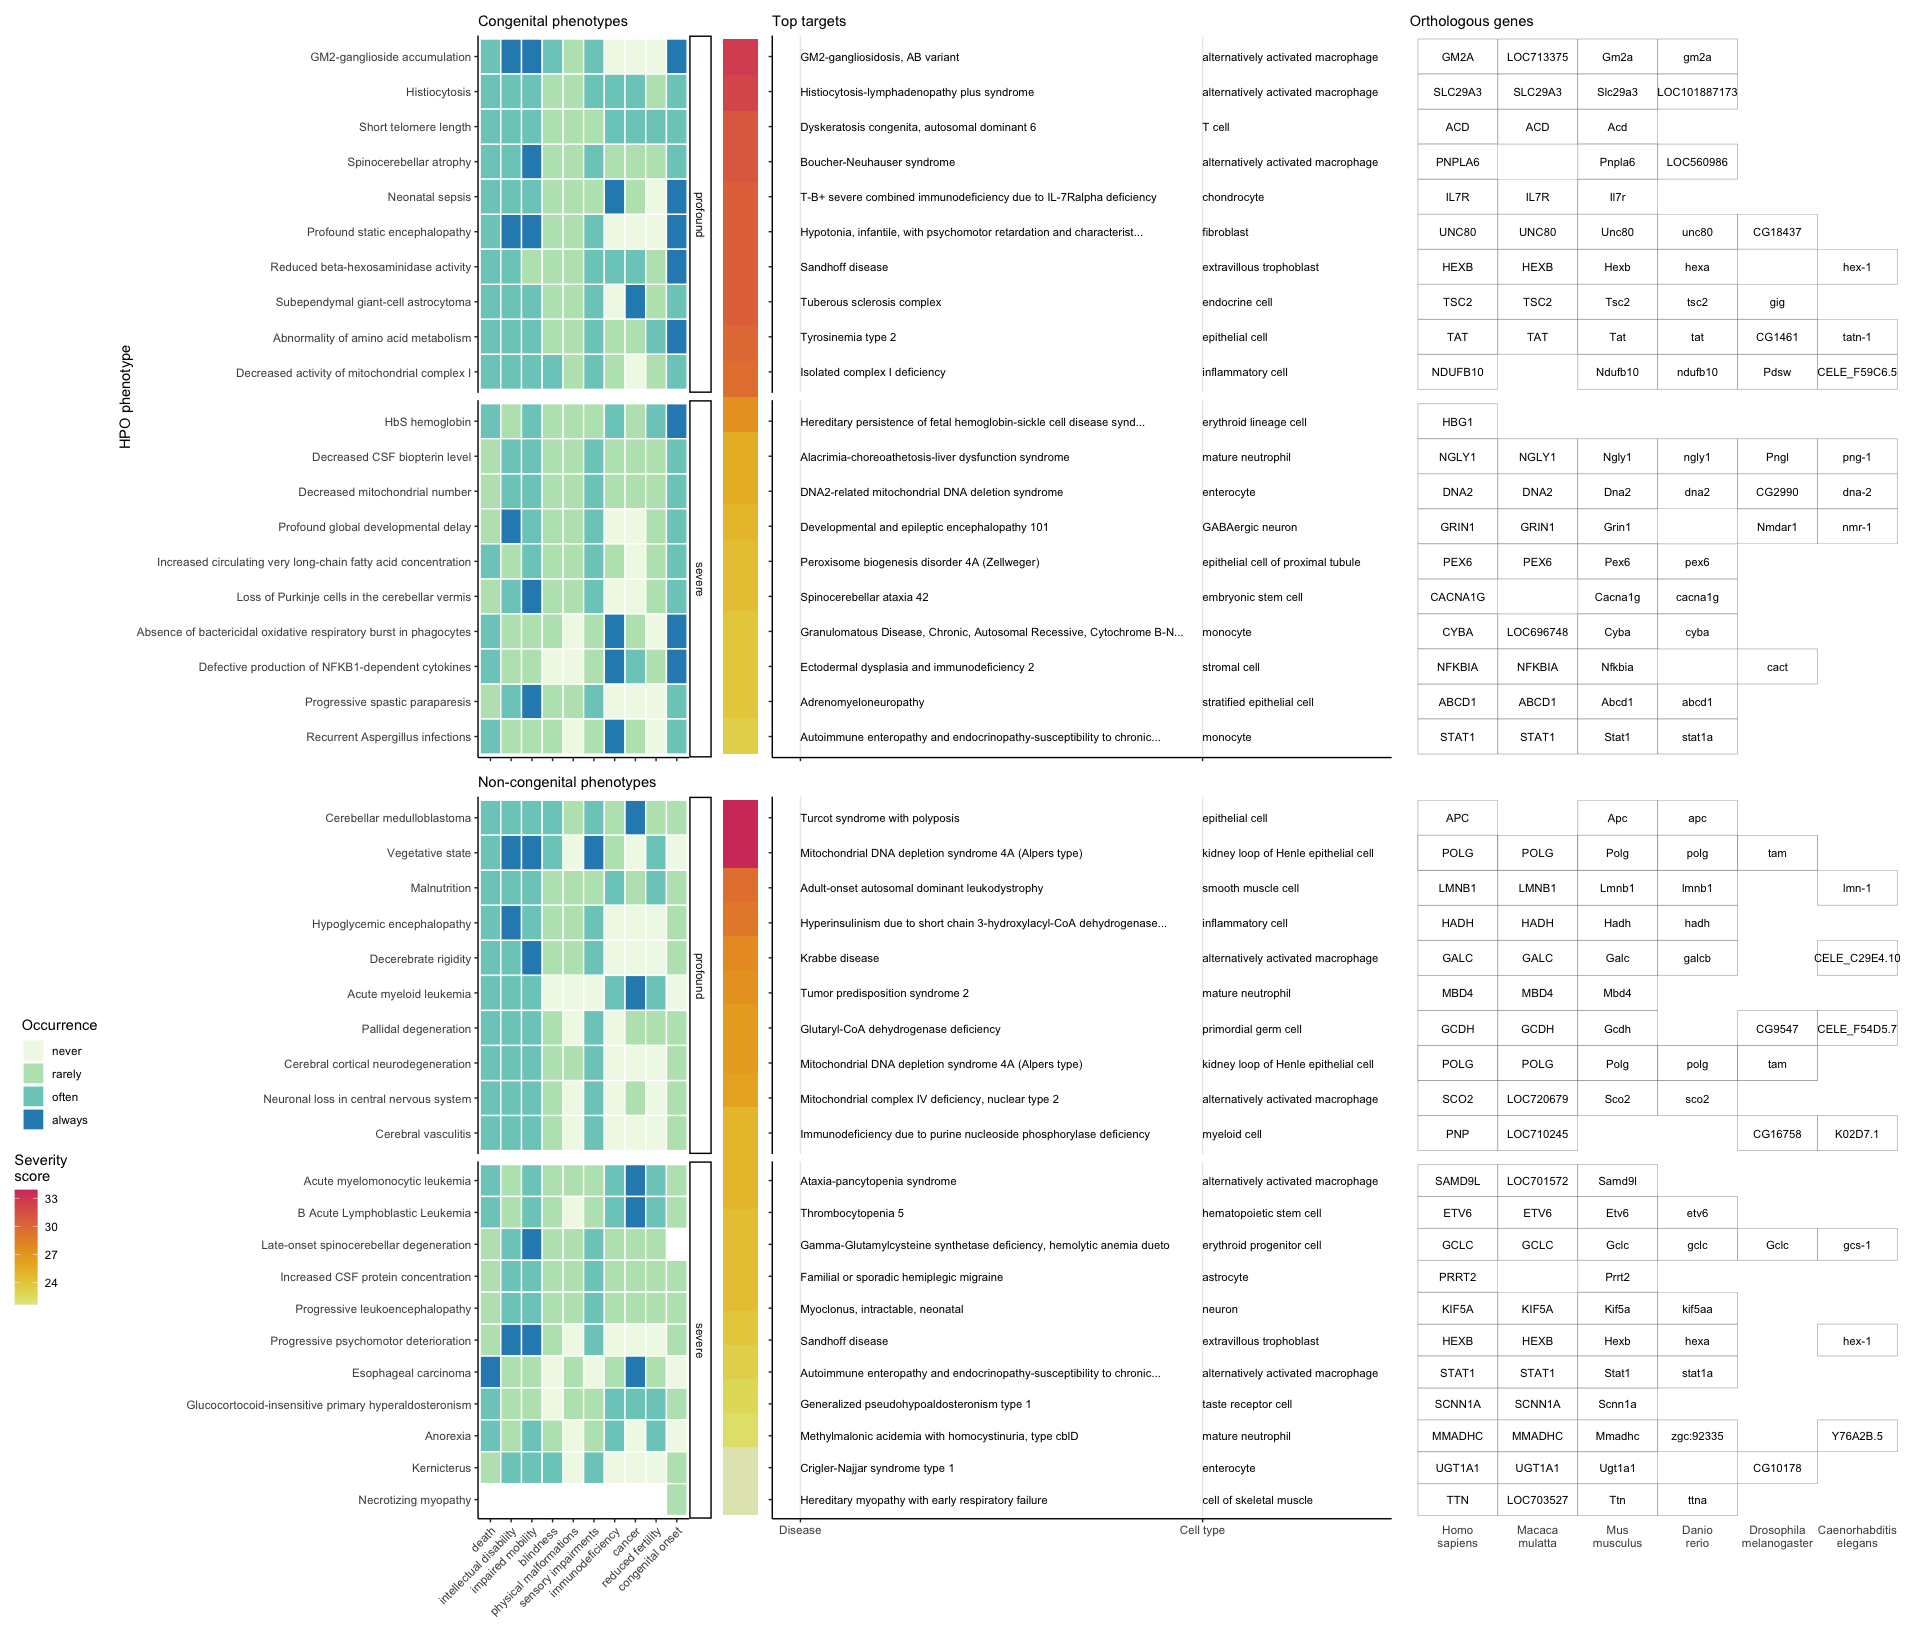 Congenital phenotypes Top targets Orthologous genes
GM2-ganglioside accumulation GM2-gangliosidosis, AB variant alternatively activated macrophage GM2A LOC713375 Gm2a gm2a
Histiocytosis Histiocytosis-lymphadenopathy plus syndrome alternatively activated macrophage SLC29A3 SLC29A3 Slc29a3 LOC101887173
Short telomere length Dyskeratosis congenita, autosomal dominant 6 T cell ACD ACD Acd
Spinocerebellar atrophy Boucher-Neuhauser syndrome alternatively activated macrophage PNPLA6 Pnpla6 LOC560986
Neonatal sepsis T-B+ severe combined immunodeficiency due to IL-7Ralpha deficiency chondrocyte IL7R IL7R Il7r
profound
Profound static encephalopathy Hypotonia, infantile, with psychomotor retardation and characterist... fibroblast UNC80 UNC80 Unc80 unc80 CG18437
Reduced beta-hexosaminidase activity Sandhoff disease extravillous trophoblast HEXB HEXB Hexb hexa hex-1
Subependymal giant-cell astrocytoma Tuberous sclerosis complex endocrine cell TSC2 TSC2 Tsc2 tsc2 gig
Abnormality of amino acid metabolism Tyrosinemia type 2 epithelial cell TAT TAT Tat tat CG1461 tatn-1
Decreased activity of mitochondrial complex I Isolated complex I deficiency inflammatory cell NDUFB10 Ndufb10 ndufb10 Pdsw CELE_F59C6.5
HPO phenotype
HbS hemoglobin Hereditary persistence of fetal hemoglobin-sickle cell disease synd... erythroid lineage cell HBG1
Decreased CSF biopterin level Alacrimia-choreoathetosis-liver dysfunction syndrome mature neutrophil NGLY1 NGLY1 Ngly1 ngly1 Pngl png-1
Decreased mitochondrial number DNA2-related mitochondrial DNA deletion syndrome enterocyte DNA2 DNA2 Dna2 dna2 CG2990 dna-2
Profound global developmental delay Developmental and epileptic encephalopathy 101 GABAergic neuron GRIN1 GRIN1 Grin1 Nmdar1 nmr-1
Increased circulating very long-chain fatty acid concentration Peroxisome biogenesis disorder 4A (Zellweger) epithelial cell of proximal tubule PEX6 PEX6 Pex6 pex6
severe
Loss of Purkinje cells in the cerebellar vermis Spinocerebellar ataxia 42 embryonic stem cell CACNA1G Cacna1g cacna1g
Absence of bactericidal oxidative respiratory burst in phagocytes Granulomatous Disease, Chronic, Autosomal Recessive, Cytochrome B-N... monocyte CYBA LOC696748 Cyba cyba
Defective production of NFKB1-dependent cytokines Ectodermal dysplasia and immunodeficiency 2 stromal cell NFKBIA NFKBIA Nfkbia cact
Progressive spastic paraparesis Adrenomyeloneuropathy stratified epithelial cell ABCD1 ABCD1 Abcd1 abcd1
Recurrent Aspergillus infections Autoimmune enteropathy and endocrinopathy-susceptibility to chronic... monocyte STAT1 STAT1 Stat1 stat1a
Non-congenital phenotypes
Cerebellar medulloblastoma Turcot syndrome with polyposis epithelial cell APC Apc apc
Vegetative state Mitochondrial DNA depletion syndrome 4A (Alpers type) kidney loop of Henle epithelial cell POLG POLG Polg polg tam
Malnutrition Adult-onset autosomal dominant leukodystrophy smooth muscle cell LMNB1 LMNB1 Lmnb1 lmnb1 lmn-1
Hypoglycemic encephalopathy Hyperinsulinism due to short chain 3-hydroxylacyl-CoA dehydrogenase... inflammatory cell HADH HADH Hadh hadh
Decerebrate rigidity Krabbe disease alternatively activated macrophage GALC GALC Galc galcb CELE_C29E4.10
profound
Acute myeloid leukemia Tumor predisposition syndrome 2 mature neutrophil MBD4 MBD4 Mbd4
Pallidal degeneration Glutaryl-CoA dehydrogenase deficiency primordial germ cell GCDH GCDH Gcdh CG9547 CELE_F54D5.7
Cerebral cortical neurodegeneration Mitochondrial DNA depletion syndrome 4A (Alpers type) kidney loop of Henle epithelial cell POLG POLG Polg polg tam
Neuronal loss in central nervous system Mitochondrial complex IV deficiency, nuclear type 2 alternatively activated macrophage SCO2 LOC720679 Sco2 sco2
Cerebral vasculitis Immunodeficiency due to purine nucleoside phosphorylase deficiency myeloid cell PNP LOC710245 CG16758 K02D7.1
Acute myelomonocytic leukemia Ataxia-pancytopenia syndrome alternatively activated macrophage SAMD9L LOC701572 Samd9l
B Acute Lymphoblastic Leukemia Thrombocytopenia 5 hematopoietic stem cell ETV6 ETV6 Etv6 etv6
Late-onset spinocerebellar degeneration Gamma-Glutamylcysteine synthetase deficiency, hemolytic anemia dueto erythroid progenitor cell GCLC GCLC Gclc gclc Gclc gcs-1
Increased CSF protein concentration Familial or sporadic hemiplegic migraine astrocyte PRRT2 Prrt2
Progressive leukoencephalopathy Myoclonus, intractable, neonatal neuron KIF5A KIF5A Kif5a kif5aa
severe
Progressive psychomotor deterioration Sandhoff disease extravillous trophoblast HEXB HEXB Hexb hexa hex-1
Esophageal carcinoma Autoimmune enteropathy and endocrinopathy-susceptibility to chronic... alternatively activated macrophage STAT1 STAT1 Stat1 stat1a
Glucocortocoid-insensitive primary hyperaldosteronism Generalized pseudohypoaldosteronism type 1 taste receptor cell SCNN1A SCNN1A Scnn1a
Anorexia Methylmalonic acidemia with homocystinuria, type cblD mature neutrophil MMADHC MMADHC Mmadhc zgc:92335 Y76A2B.5
Kernicterus Crigler-Najjar syndrome type 1 enterocyte UGT1A1 UGT1A1 Ugt1a1 CG10178
Necrotizing myopathy Hereditary myopathy with early respiratory failure cell of skeletal muscle TTN LOC703527 Ttn ttna
death
intellectual disability
impaired mobility
blindness
physical malformations
sensory impairments
immunodeficiency
cancer
reduced fertility
congenital onset
Disease Cell type
Homo sapiens
Macaca mulatta
Mus musculus
Danio rerio
Drosophila melanogaster
Caenorhabditis elegans
Occurrence
never
rarely
often
always
Severity
score
33
30
27
24